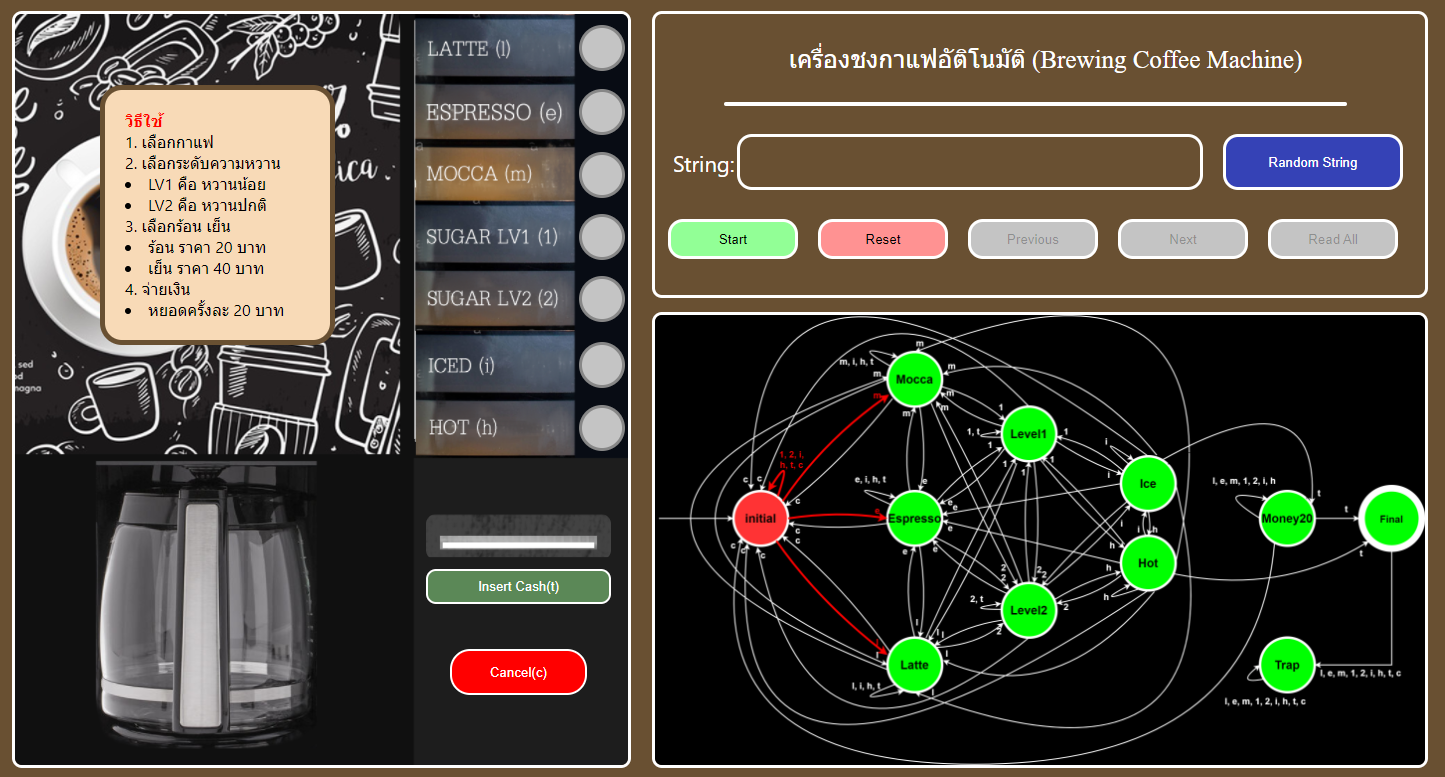 วิธีใช้
1. เลือกกาแฟ
2. เลือกระดับความหวาน
• LV1 คือ หวานน้อย
• LV2 คือ หวานปกติ
3. เลือกร้อน เย็น
• ร้อน ราคา 20 บาท
• เย็น ราคา 40 บาท
4. จ่ายเงิน
• หยอดครั้งละ 20 บาท
sed
magna
LATTE (l)
ESPRESSO (e)
MOCCA (m)
SUGAR LV1 (1)
SUGAR LV2 (2)
ICED (i)
HOT (h)
Insert Cash(t)
Cancel(c)
เครื่องชงกาแฟอัติโนมัติ (Brewing Coffee Machine)
String:
Random String
Start
Reset
Previous
Next
Read All
m
m, i, h, t
m
m
Mocca
m
m
m
m
1
Level1
1, t
1
1
1
1, 2, i,
h, t, c
c
c
c
initial
e
e, i, h, t
e
Espresso
e
e
e
e
e
c
c
c
c
c
i
i
Ice
i
i
h
h
Hot
h
h
l, e, m, 1, 2, i, h
t
Money20
t
Final
t
2
2
2
2
2, t
Level2
2
2
l
l
l
l
l
Latte
l, i, h, t
l
Trap
l, e, m, 1, 2, i, h, t, c
l, e, m, 1, 2, i, h, t, c